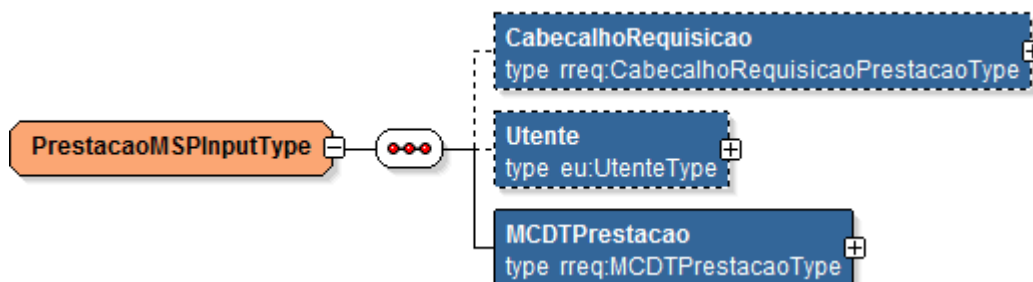 CabecalhoRequisicao
type rreq:CabecalhoRequisicaoPrestacaoType
PrestacaoMSPInputType
Utente
type eu:UtenteType
MCDTPrestacao
type rreq:MCDTPrestacaoType